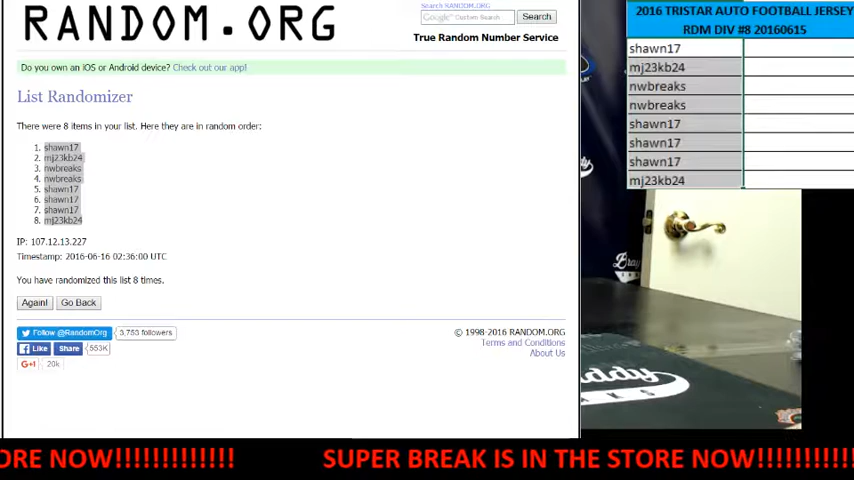 RANDOM.ORG
Search RANDOM.ORG
Google Custom Search
Search
True Random Number Service
Do you own an iOS or Android device? Check out our app!
List Randomizer
There were 8 items in your list. Here they are in random order:
1. shawn17
2. mj23kb24
3. nwbreaks
4. nwbreaks
5. shawn17
6. shawn17
7. shawn17
8. mj23kb24
IP: 107.12.13.227
Timestamp: 2016-06-16 02:36:00 UTC
You have randomized this list 8 times.
Again!
Go Back
Follow @RandomOrg
3,753 followers
Like
Share
553K
G+1
20k
© 1998-2016 RANDOM.ORG
Terms and Conditions
About Us
2016 TRISTAR AUTO FOOTBALL JERSEY
RDM DIV #8 20160615
shawn17
mj23kb24
nwbreaks
nwbreaks
shawn17
shawn17
shawn17
mj23kb24
ORE NOW!!!!!!!!!!!!! SUPER BREAK IS IN THE STORE NOW!!!!!!!!!!!